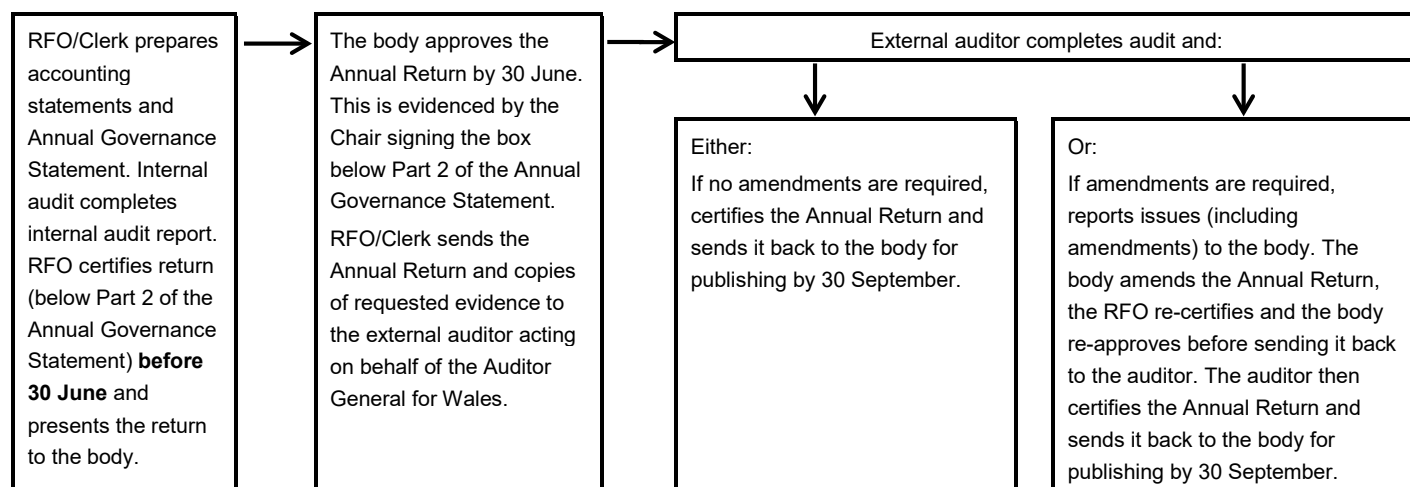 RFO/Clerk prepares
accounting
statements and
Annual Governance
Statement. Internal
audit completes
internal audit report.
RFO certifies return
(below Part 2 of the
Annual Governance
Statement) before
30 June and
presents the return
to the body.
The body approves the
Annual Return by 30 June.
This is evidenced by the
Chair signing the box
below Part 2 of the Annual
Governance Statement.
RFO/Clerk sends the
Annual Return and copies
of requested evidence to
the external auditor acting
on behalf of the Auditor
General for Wales.
External auditor completes audit and:
Either:
If no amendments are required,
certifies the Annual Return and
sends it back to the body for
publishing by 30 September.
Or:
If amendments are required,
reports issues (including
amendments) to the body. The
body amends the Annual Return,
the RFO re-certifies and the body
re-approves before sending it back
to the auditor. The auditor then
certifies the Annual Return and
sends it back to the body for
publishing by 30 September.